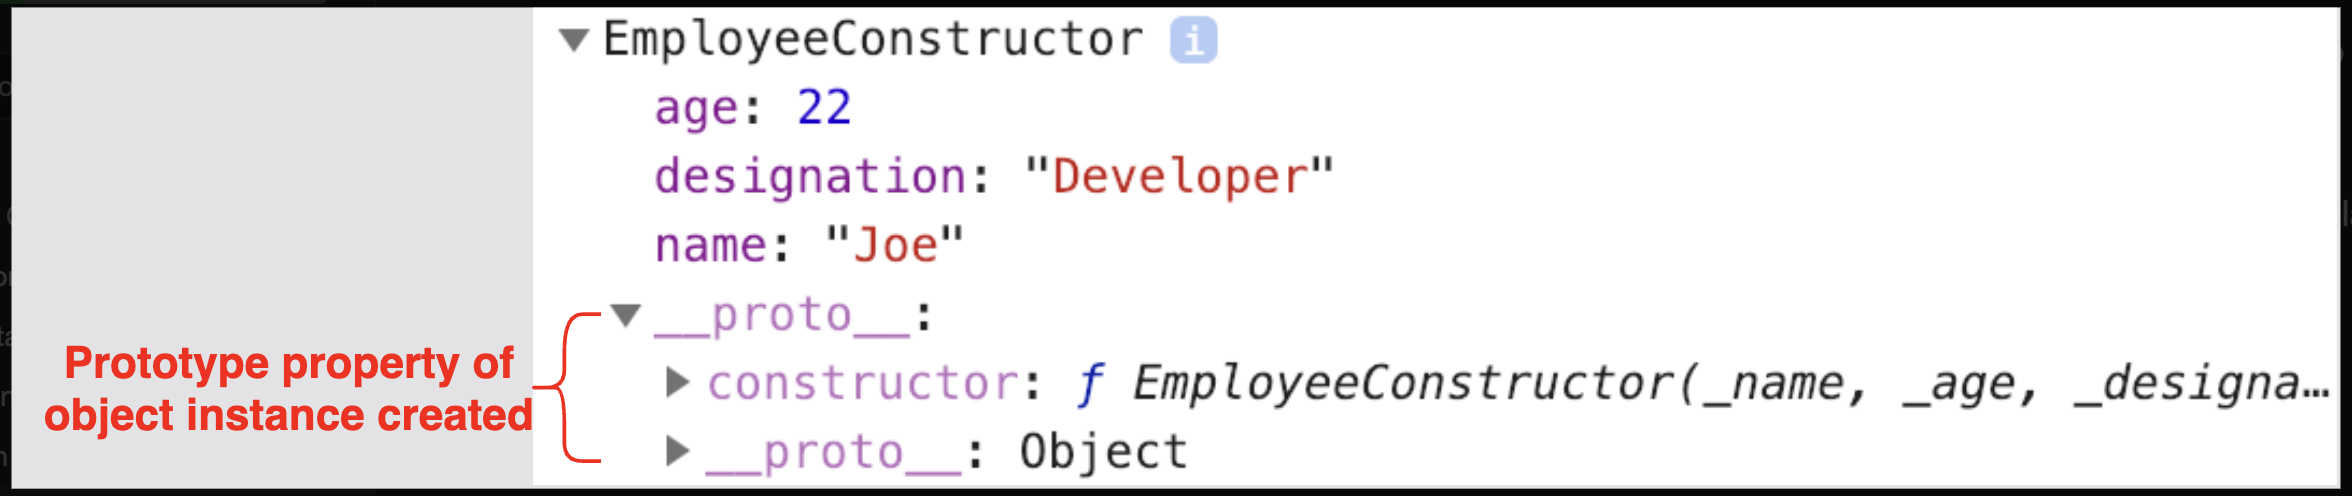 EmployeeConstructor i
age: 22
designation: "Developer"
name: "Joe"
__proto__:
constructor: ƒ EmployeeConstructor(_name, _age, _designa…
__proto__: Object
Prototype property of
object instance created